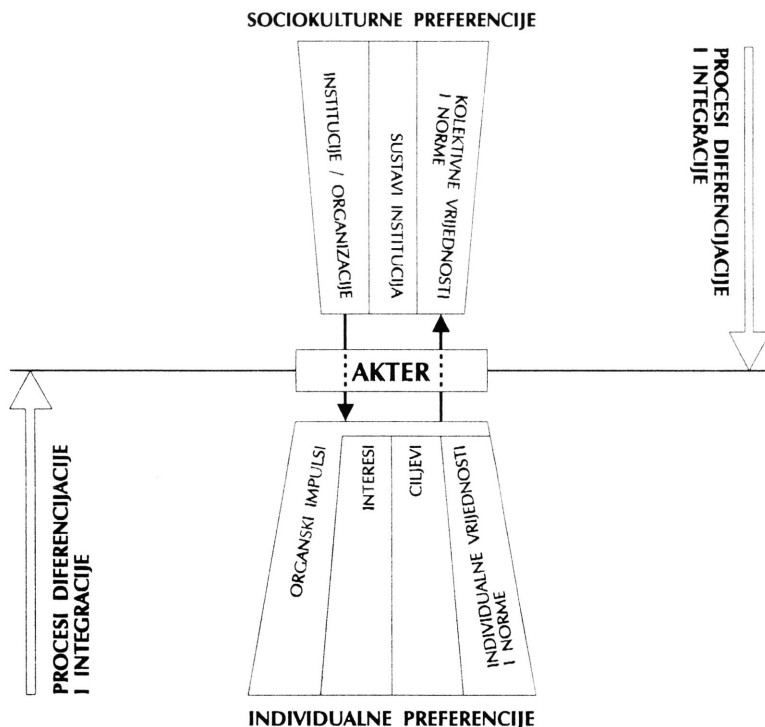 SOCIOKULTURNE PREFERENCIJE
INSTITUCIJE / ORGANIZACIJE
SUSTAVI INSTITUCIJA
KOLEKTIVNE VRIJEDNOSTI
I NORME
PROCESI DIFERENCIJACIJE
I INTEGRACIJE
AKTER
PROCESI DIFERENCIJACIJE
I INTEGRACIJE
ORGANSKI IMPULSI
INTERESI
CILJEVI
INDIVIDUALNE VRIJEDNOSTI
I NORME
INDIVIDUALNE PREFERENCIJE